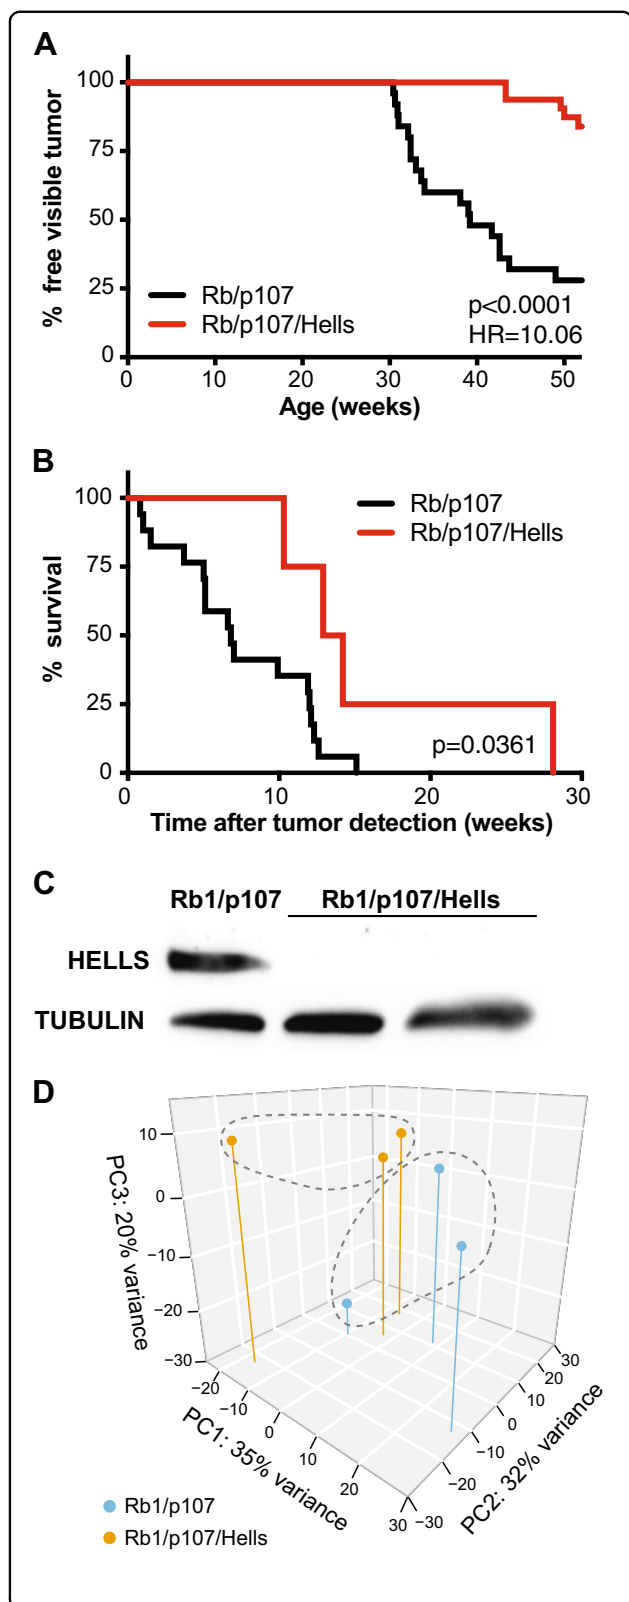 A
100
75
50
25
0
% free visible tumor
Rb/p107
Rb/p107/Hells
p<0.0001
HR=10.06
0 10 20 30 40 50
Age (weeks)
B
100
75
50
25
0
% survival
Rb/p107
Rb/p107/Hells
p=0.0361
0 10 20 30
Time after tumor detection (weeks)
C
Rb1/p107 Rb1/p107/Hells
HELLS
TUBULIN
D
10
0
−10
−20
−30
PC3: 20% variance
−20
−10
0
10
20
30
PC1: 35% variance
−30
−20
−10
0
10
20
30
PC2: 32% variance
Rb1/p107
Rb1/p107/Hells